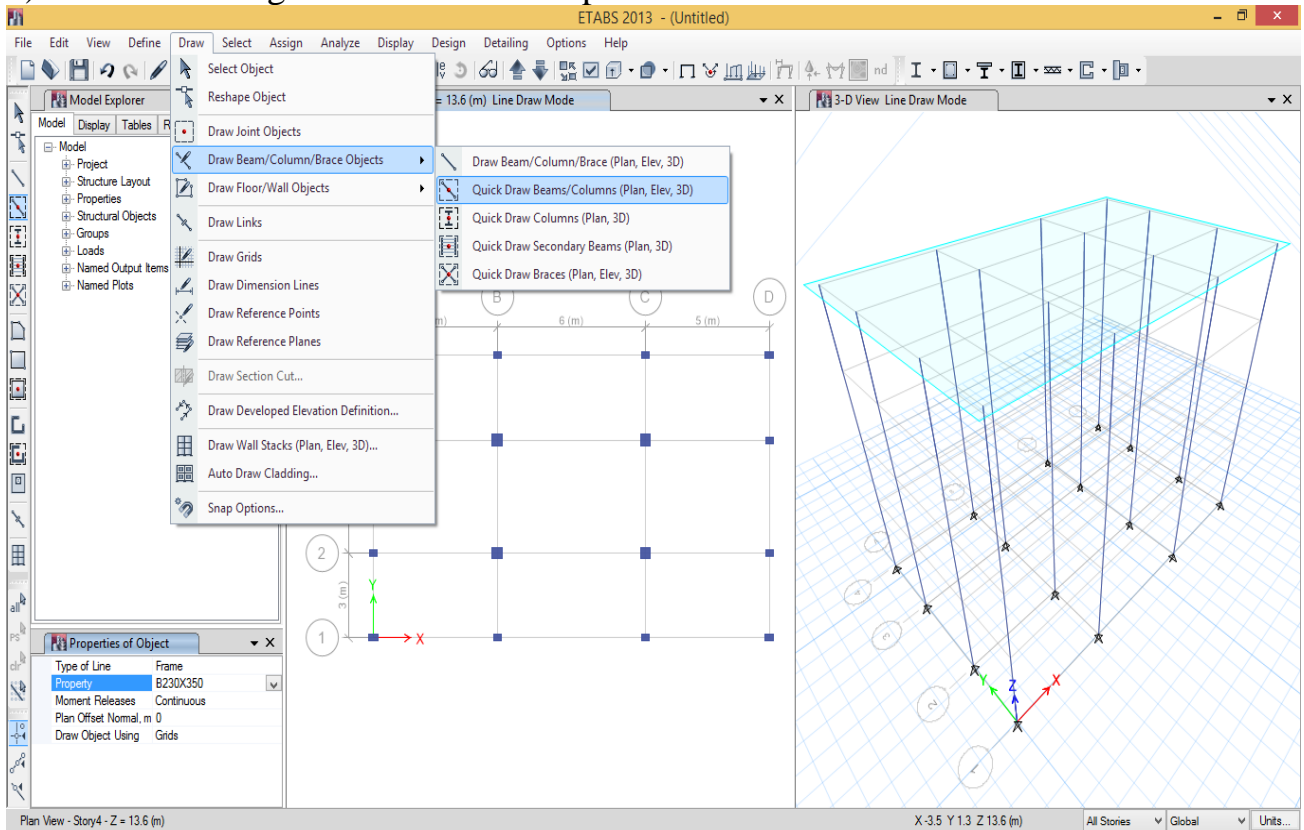 ETABS 2013 - (Untitled)
File Edit View Define Draw Select Assign Analyze Display Design Detailing Options Help
nd
Model Explorer
Model Display Tables
Model
Project
Structure Layout
Properties
Structural Objects
Groups
Loads
Named Output Items
Named Plots
Select Object
Reshape Object
Draw Joint Objects
Draw Beam/Column/Brace Objects
Draw Floor/Wall Objects
Draw Links
Draw Grids
Draw Dimension Lines
Draw Reference Points
Draw Reference Planes
Draw Section Cut...
Draw Developed Elevation Definition...
Draw Wall Stacks (Plan, Elev, 3D)...
Auto Draw Cladding...
Snap Options...
= 13.6 (m) Line Draw Mode
Draw Beam/Column/Brace (Plan, Elev, 3D)
Quick Draw Beams/Columns (Plan, Elev, 3D)
Quick Draw Columns (Plan, 3D)
Quick Draw Secondary Beams (Plan, 3D)
Quick Draw Braces (Plan, Elev, 3D)
B C D
6 (m) 5 (m)
2
3 (m)
Y
1
X
3-D View Line Draw Mode
Y Z X
2
1
all
PS
clr
Properties of Object
Type of Line Frame
Property B230X350
Moment Releases Continuous
Plan Offset Normal, m 0
Draw Object Using Grids
Plan View - Story4 - Z = 13.6 (m)
X -3.5 Y 1.3 Z 13.6 (m)
All Stories
Global
Units...